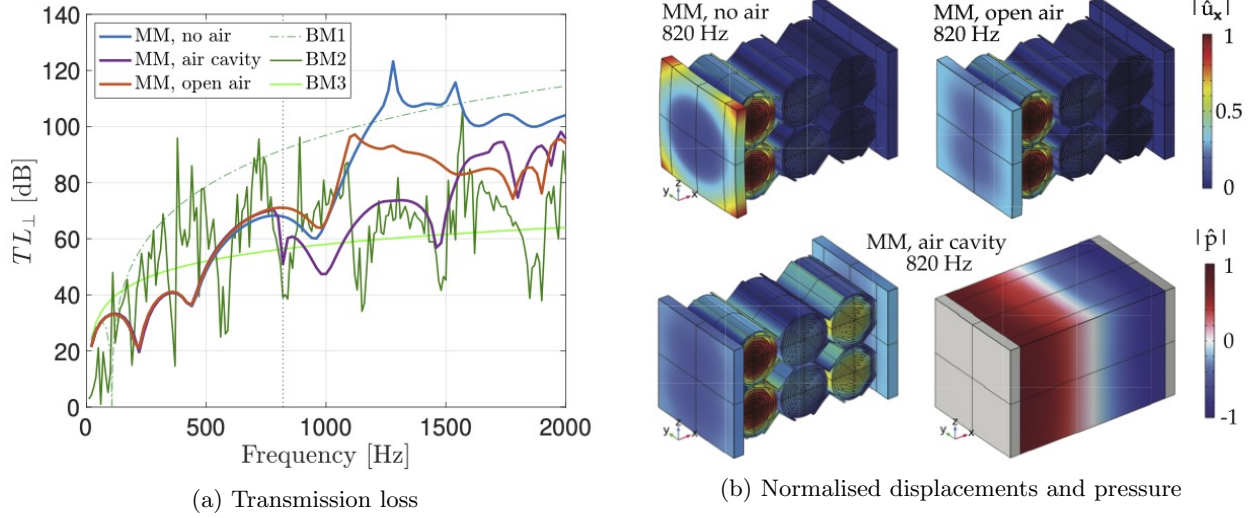 140
120
100
80
60
40
20
0
TL⊥ [dB]
MM, no air
MM, air cavity
MM, open air
BM1
BM2
BM3
0 500 1000 1500 2000
Frequency [Hz]
(a) Transmission loss
MM, no air
820 Hz
MM, open air
820 Hz
|ûₓ|
1
0.5
0
MM, air cavity
820 Hz
|p̂|
1
0
-1
z
y x
z
y x
z
y x
z
y x
(b) Normalised displacements and pressure